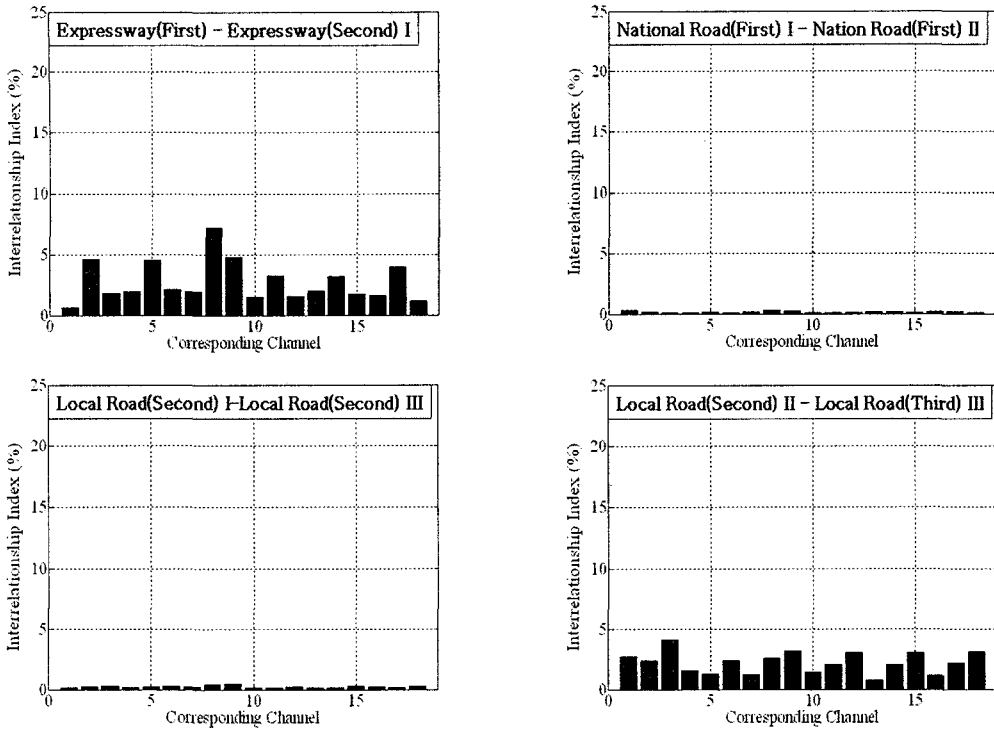 25
20
15
10
5
0
Interrelationship Index (%)
Expressway(First) - Expressway(Second) I
0 5 10 15
Corresponding Channel
25
20
15
10
5
0
Interrelationship Index (%)
National Road(First) I - Nation Road(First) II
0 5 10 15
Corresponding Channel
25
20
15
10
5
0
Interrelationship Index (%)
Local Road(Second) I-Local Road(Second) III
0 5 10 15
Corresponding Channel
25
20
15
10
5
0
Interrelationship Index (%)
Local Road(Second) II - Local Road(Third) III
0 5 10 15
Corresponding Channel